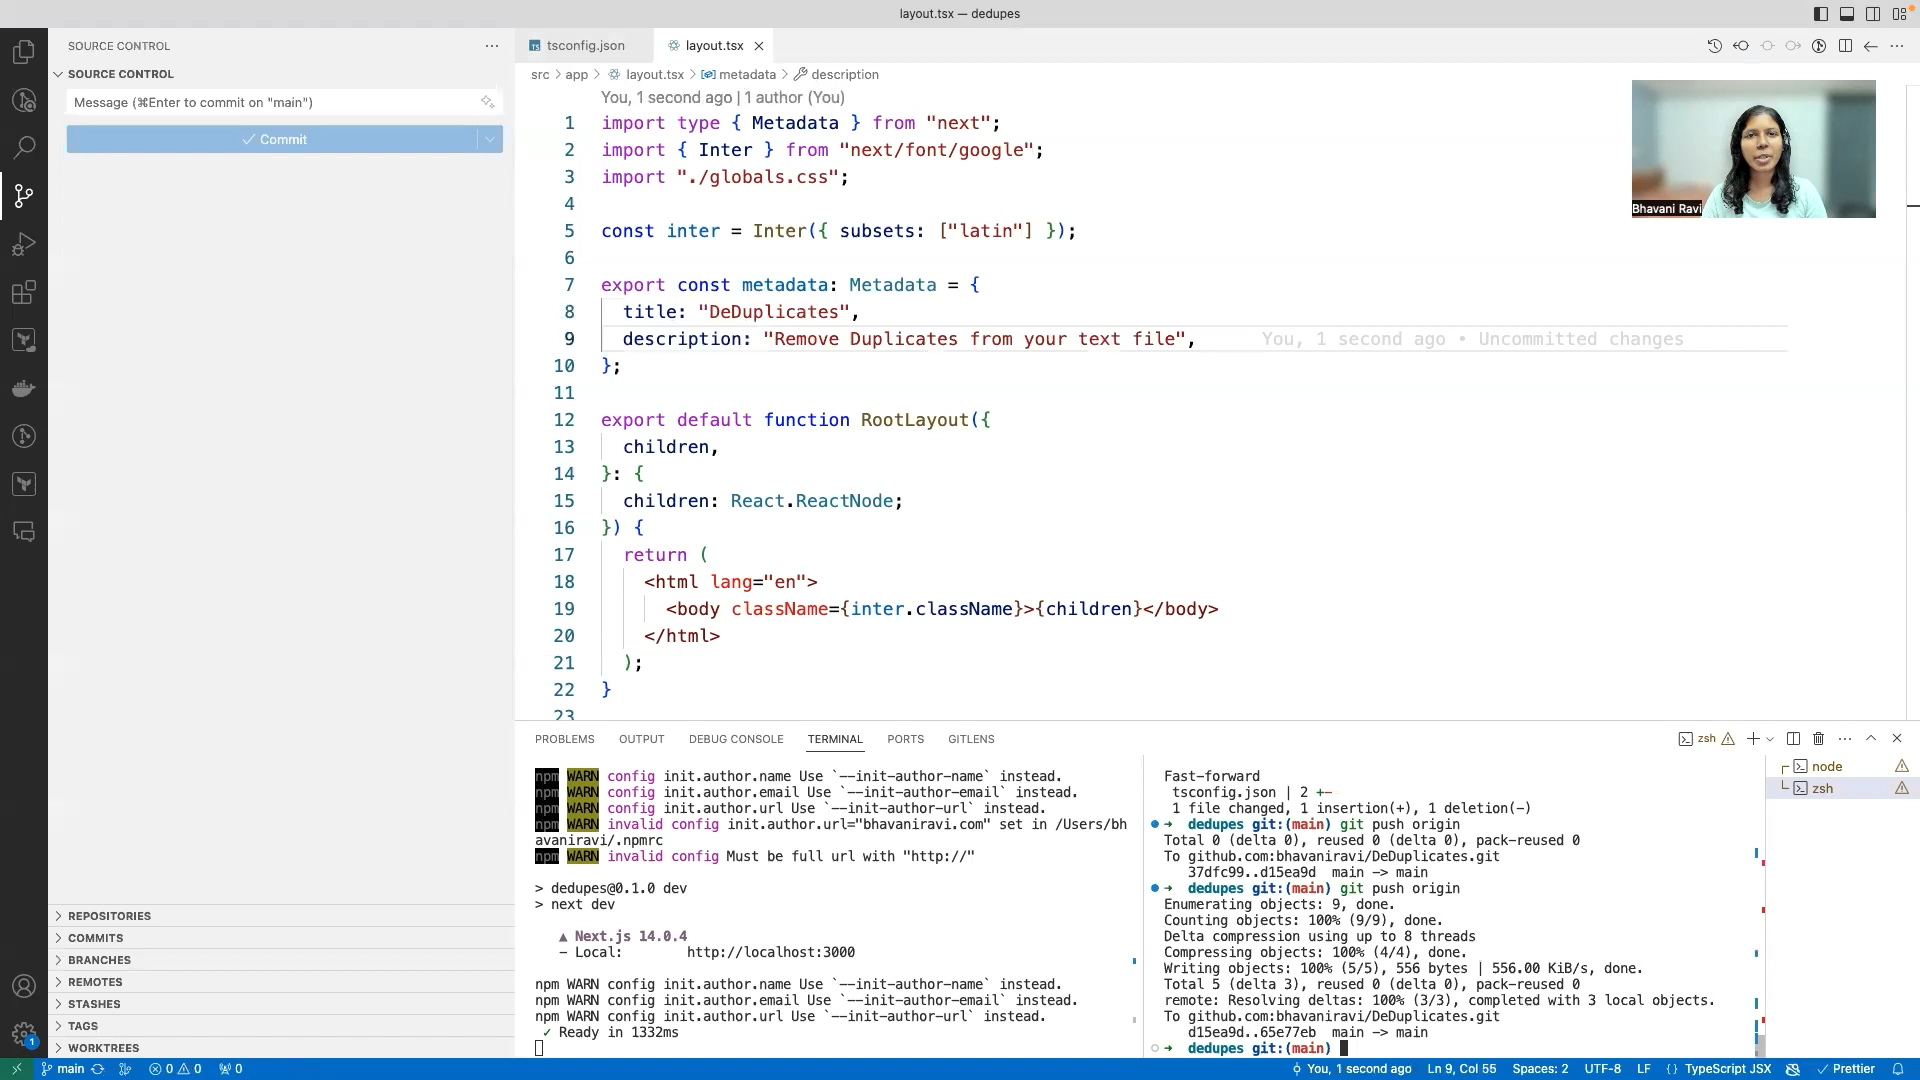 layout.tsx — dedupes
SOURCE CONTROL
SOURCE CONTROL
Message (⌘Enter to commit on "main")
Commit
REPOSITORIES
COMMITS
BRANCHES
REMOTES
STASHES
TAGS
WORKTREES
tsconfig.json
layout.tsx
src > app > layout.tsx > metadata > description
You, 1 second ago | 1 author (You)
1 import type { Metadata } from "next";
2 import { Inter } from "next/font/google";
3 import "./globals.css";
4
5 const inter = Inter({ subsets: ["latin"] });
6
7 export const metadata: Metadata = {
8 title: "DeDuplicates",
9 description: "Remove Duplicates from your text file", You, 1 second ago • Uncommitted changes
10 };
11
12 export default function RootLayout({
13 children,
14 }: {
15 children: React.ReactNode;
16 }) {
17 return (
18 <html lang="en">
19 <body className={inter.className}>{children}</body>
20 </html>
21 );
22 }
23
Bhavani Ravi
PROBLEMS OUTPUT DEBUG CONSOLE TERMINAL PORTS GITLENS
zsh
npm WARN config init.author.name Use `--init-author-name` instead.
npm WARN config init.author.email Use `--init-author-email` instead.
npm WARN config init.author.url Use `--init-author-url` instead.
npm WARN invalid config init.author.url="bhavaniravi.com" set in /Users/bh
avaniravi/.npmrc
npm WARN invalid config Must be full url with "http://"
> dedupes@0.1.0 dev
> next dev
▲ Next.js 14.0.4
- Local: http://localhost:3000
npm WARN config init.author.name Use `--init-author-name` instead.
npm WARN config init.author.email Use `--init-author-email` instead.
npm WARN config init.author.url Use `--init-author-url` instead.
✓ Ready in 1332ms
Fast-forward
tsconfig.json | 2 +-
1 file changed, 1 insertion(+), 1 deletion(-)
➜ dedupes git:(main) git push origin
Total 0 (delta 0), reused 0 (delta 0), pack-reused 0
To github.com:bhavaniravi/DeDuplicates.git
37dfc99..d15ea9d main -> main
➜ dedupes git:(main) git push origin
Enumerating objects: 9, done.
Counting objects: 100% (9/9), done.
Delta compression using up to 8 threads
Compressing objects: 100% (4/4), done.
Writing objects: 100% (5/5), 556 bytes | 556.00 KiB/s, done.
Total 5 (delta 3), reused 0 (delta 0), pack-reused 0
remote: Resolving deltas: 100% (3/3), completed with 3 local objects.
To github.com:bhavaniravi/DeDuplicates.git
d15ea9d..65e77eb main -> main
➜ dedupes git:(main)
node
zsh
1
main 0 0 0
You, 1 second ago Ln 9, Col 55 Spaces: 2 UTF-8 LF { } TypeScript JSX Prettier